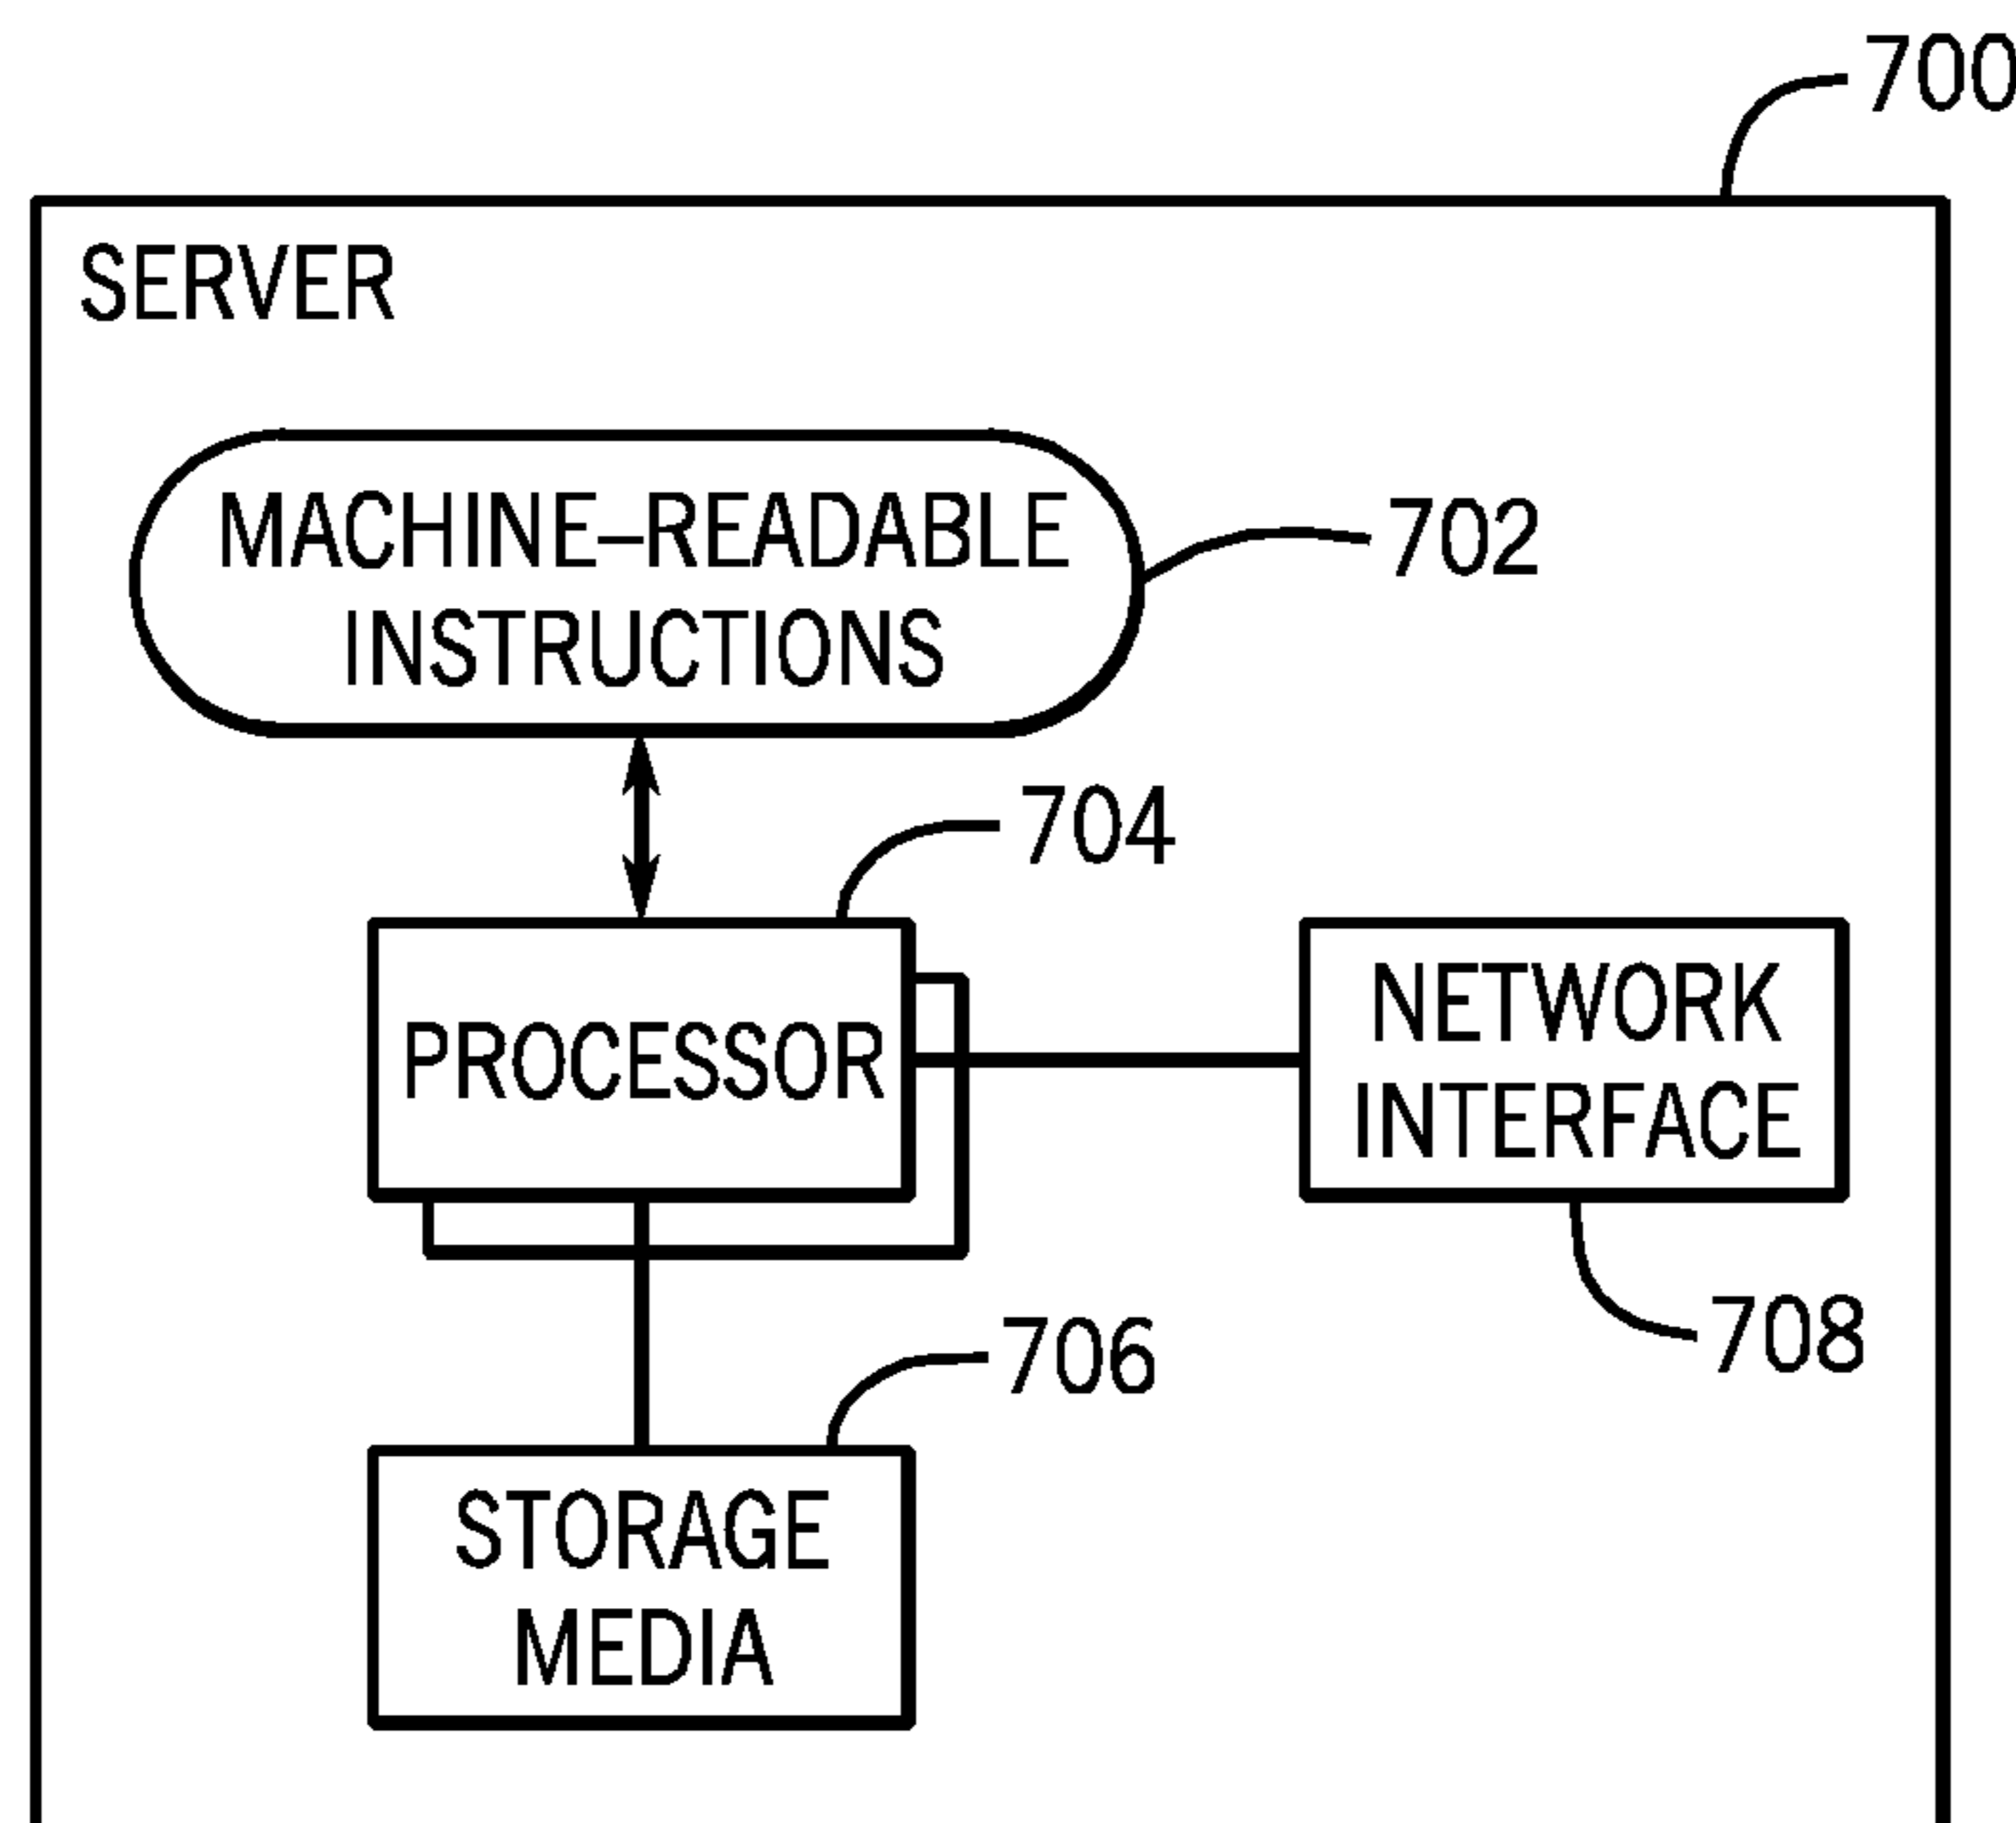 700
SERVER
MACHINE–READABLE
INSTRUCTIONS
702
704
PROCESSOR
NETWORK
INTERFACE
706
708
STORAGE
MEDIA